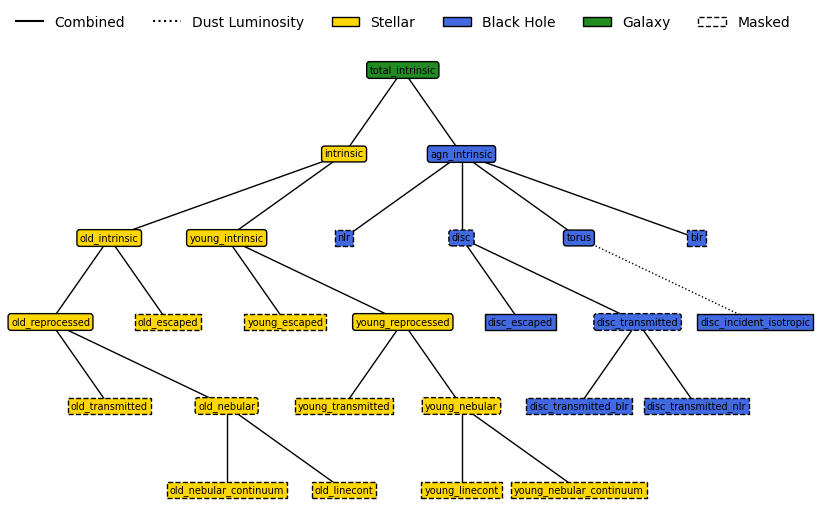 Combined Dust Luminosity Stellar Black Hole Galaxy Masked
total_intrinsic
intrinsic agn_intrinsic
old_intrinsic young_intrinsic nlr disc torus blr
old_reprocessed old_escaped young_escaped young_reprocessed disc_escaped disc_transmitted disc_incident_isotropic
old_transmitted old_nebular young_transmitted young_nebular disc_transmitted_blr disc_transmitted_nlr
old_nebular_continuum old_linecont young_linecont young_nebular_continuum